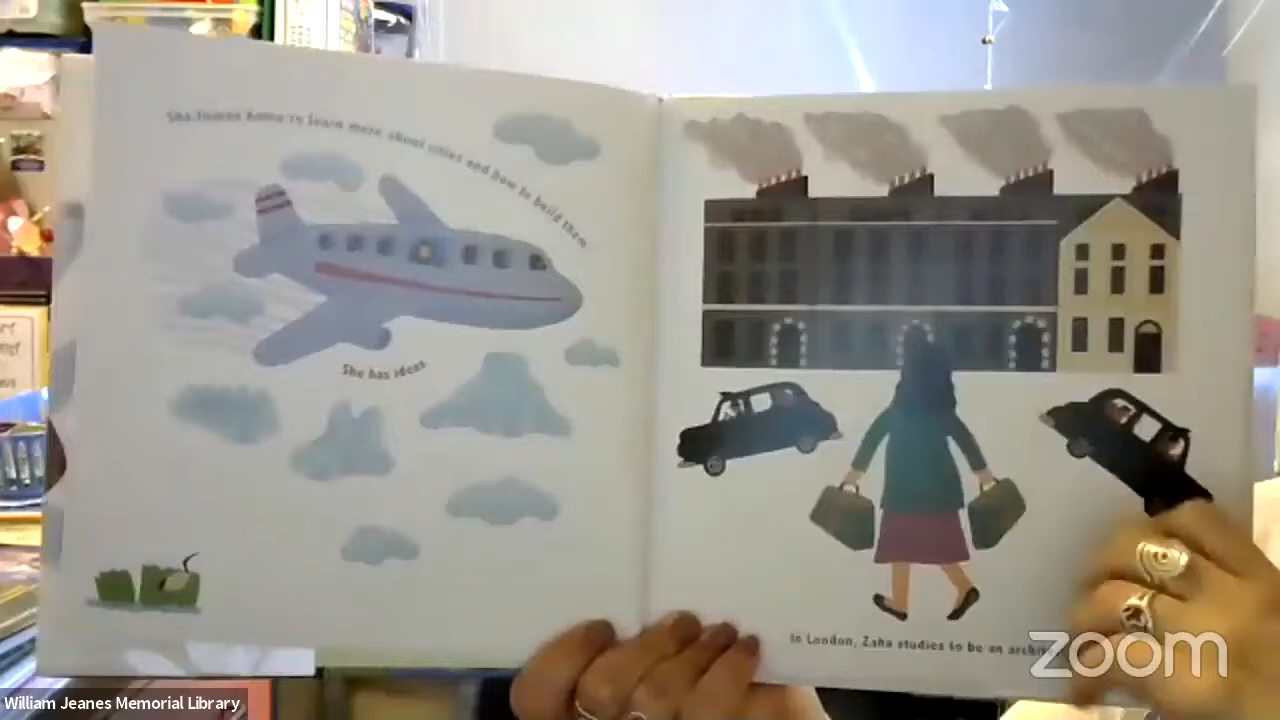 She leaves home to learn more about cities and how to build them
She has ideas
In London, Zaha studies to be an
zoom
William Jeanes Memorial Library